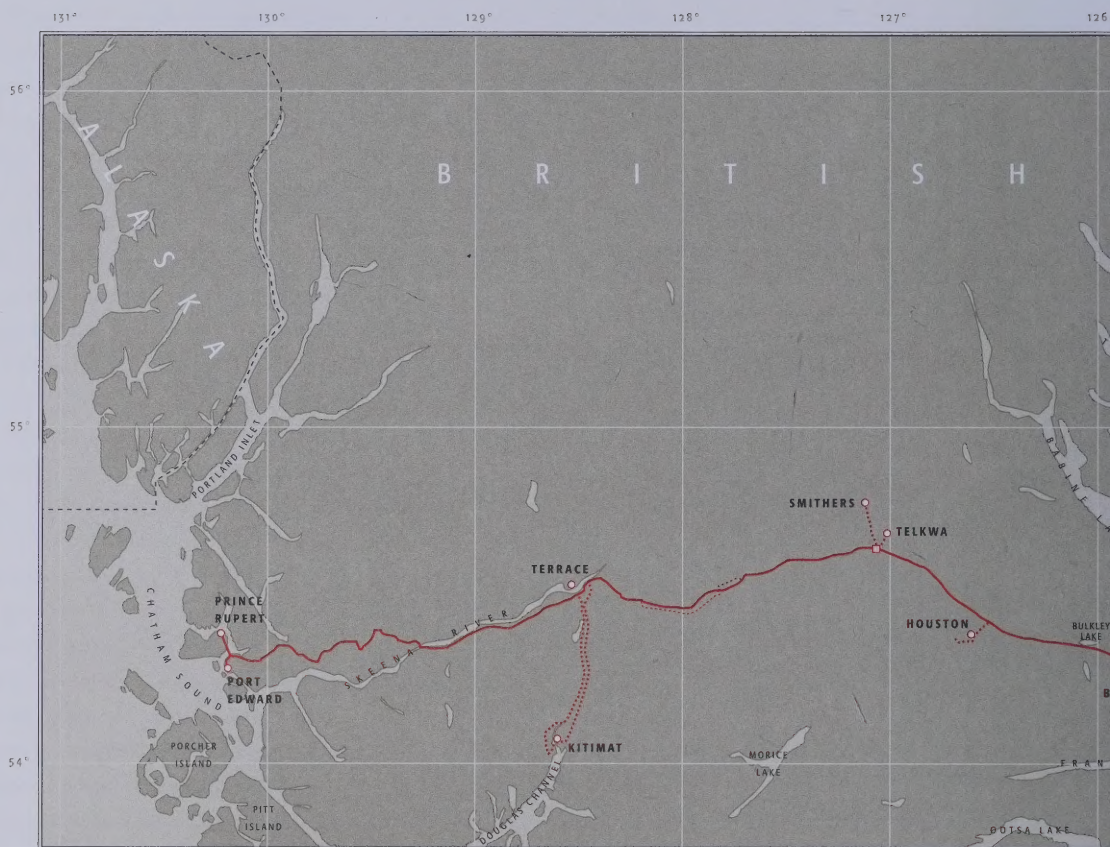 131° 130° 129° 128° 127° 126
56°
ALASKA
BRITISH
55°
PORTLAND INLET
BABINE L
SMITHERS
TELKWA
TERRACE
PRINCE
RUPERT
CHATHAM SOUND
SKEENA RIVER
HOUSTON
BULKLEY
LAKE
PORT
EDWARD
B
KITIMAT
PORCHER
ISLAND
MORICE
LAKE
54°
FRAN
DOUGLAS CHANNEL
PITT
ISLAND
OOTSA LAKE